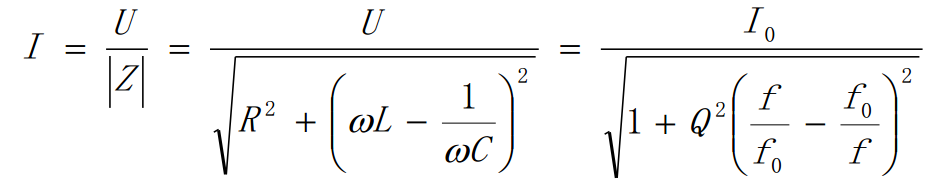 I = U/|Z| = U/√(R² + (ωL − 1/(ωC))²) = I₀/√(1 + Q²(f/f₀ − f₀/f)²)